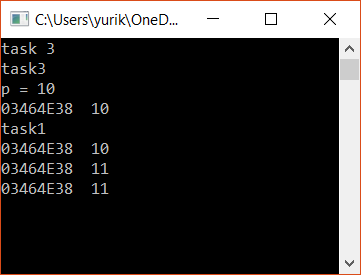 C:\Users\yurik\OneD...
task 3
task3
p = 10
03464E38  10
task1
03464E38  10
03464E38  11
03464E38  11